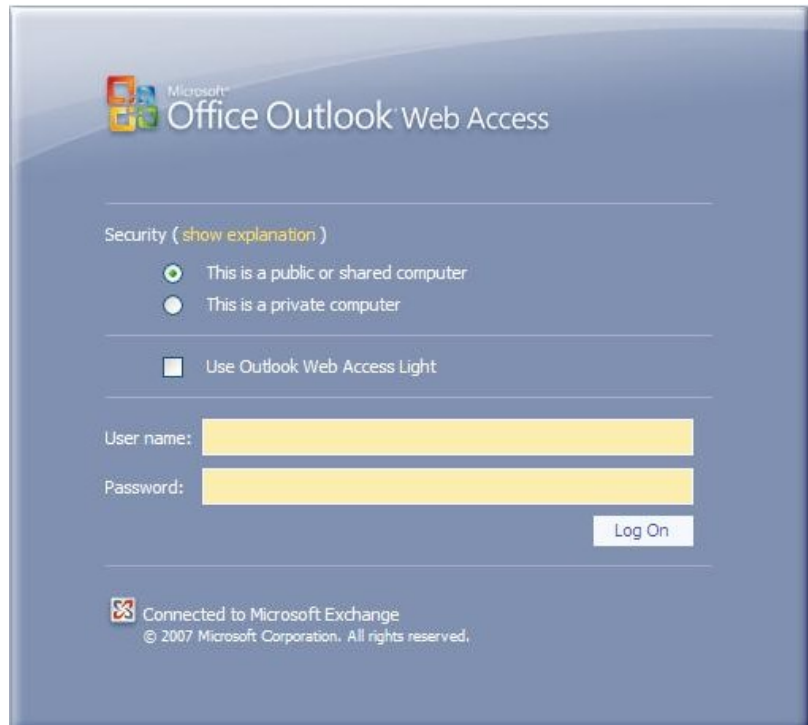 Microsoft®
Office Outlook® Web Access
Security ( show explanation )
This is a public or shared computer
This is a private computer
Use Outlook Web Access Light
User name:
Password:
Log On
Connected to Microsoft Exchange
© 2007 Microsoft Corporation. All rights reserved.